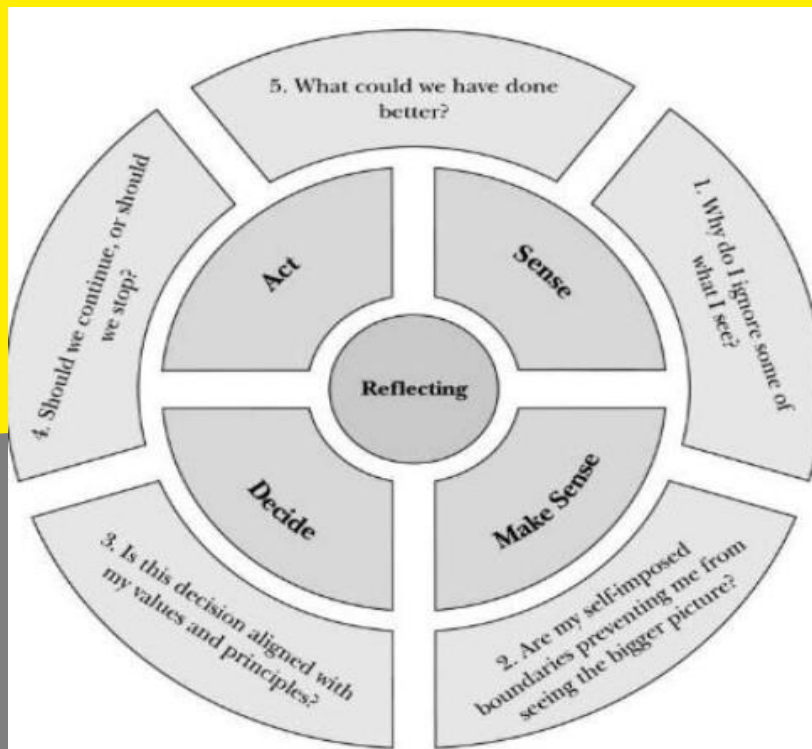 5. What could we have done
better?
1. Why do I ignore some of
what I see?
2. Are my self-imposed
boundaries preventing me from
seeing the bigger picture?
3. Is this decision aligned with
my values and principles?
4. Should we continue, or should
we stop?
Act
Sense
Make Sense
Decide
Reflecting